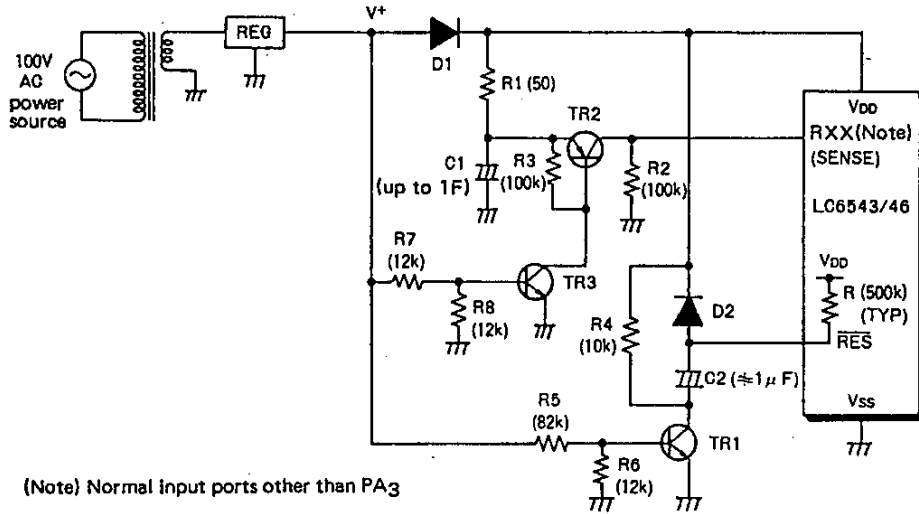 V+
REG
D1
100V
AC
power
source
R1 (50)
TR2
VDD
RXX(Note)
(SENSE)
C1
(up to 1F)
R3
(100k)
R2
(100k)
LC6543/46
R7
(12k)
TR3
VDD
R (500k)
(TYP)
R8
(12k)
R4
(10k)
D2
RES
C2 (≑1μF)
VSS
R5
(82k)
TR1
R6
(12k)
(Note) Normal input ports other than PA3